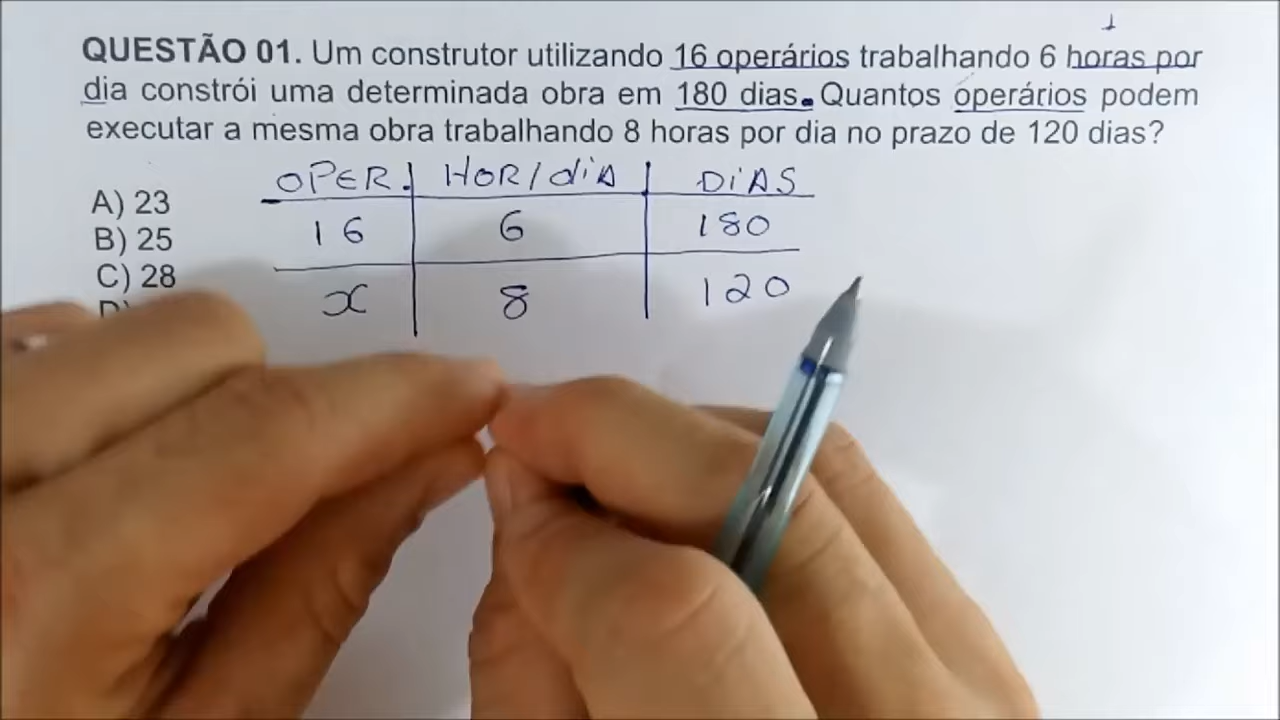 QUESTÃO 01. Um construtor utilizando 16 operários trabalhando 6 horas por
dia constrói uma determinada obra em 180 dias. Quantos operários podem
executar a mesma obra trabalhando 8 horas por dia no prazo de 120 dias?
A) 23
B) 25
C) 28
OPER. HOR/diA DiAS
16 6 180
x 8 120